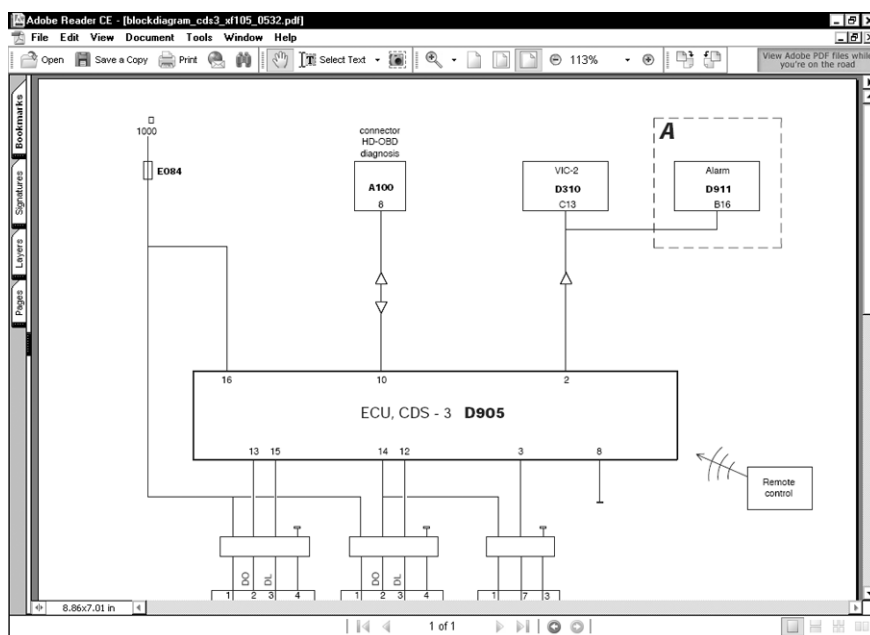 Adobe Reader CE - [blockdiagram_cds3_xf105_0532.pdf]
File Edit View Document Tools Window Help
Open Save a Copy Print Select Text 113% View Adobe PDF files while you're on the road
Bookmarks
Signatures
Layers
Pages
1000
E084
connector
HD-OBD
diagnosis
A100
8
VIC-2
D310
C13
A
Alarm
D911
B16
16 10 2
ECU, CDS - 3 D905
13 15 14 12 3 8
Remote
control
DO DL DO DL
1 2 3 4 1 2 3 4 1 7 3
8.86x7.01 in
1 of 1